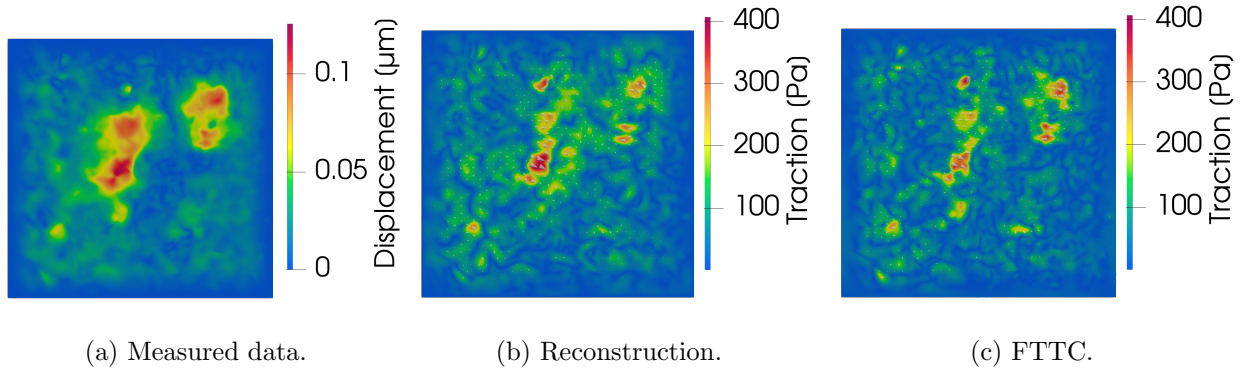 0.1
0.05
0
Displacement (μm)
400
300
200
100
Traction (Pa)
400
300
200
100
Traction (Pa)
(a) Measured data.
(b) Reconstruction.
(c) FTTC.